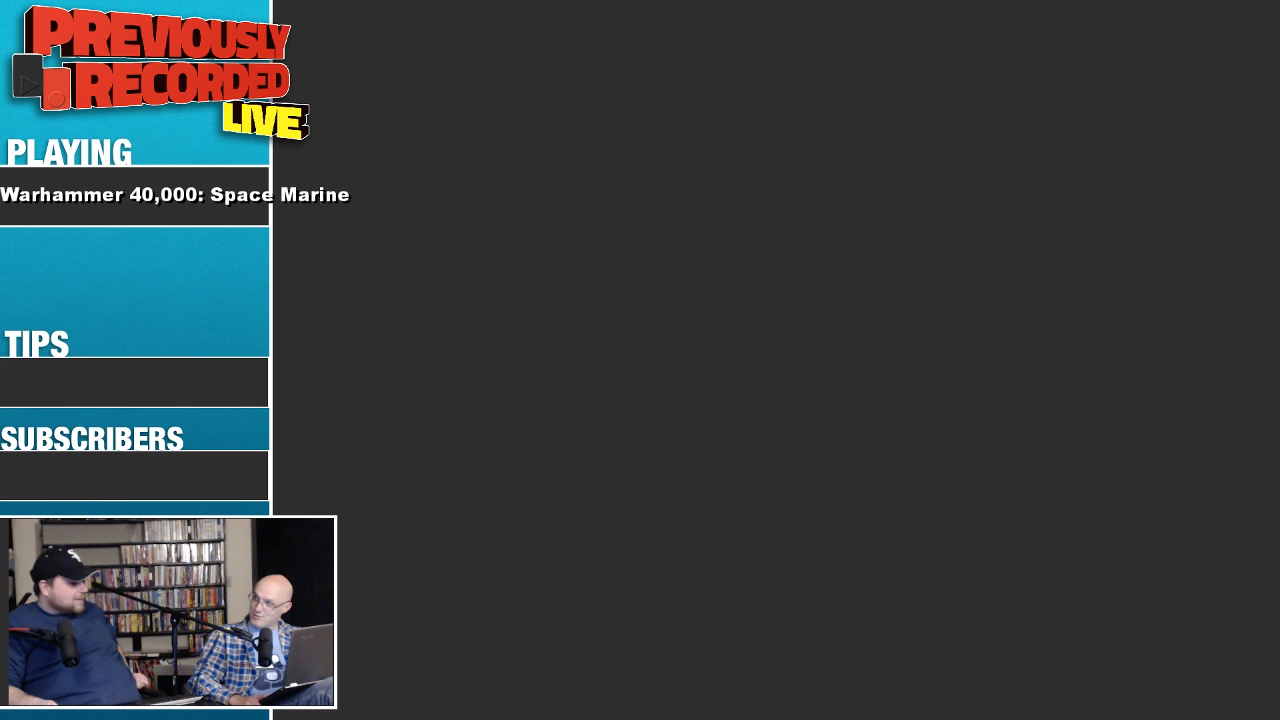 PREVIOUSLY
RECORDED
LIVE
PLAYING
Warhammer 40,000: Space Marine
TIPS
SUBSCRIBERS